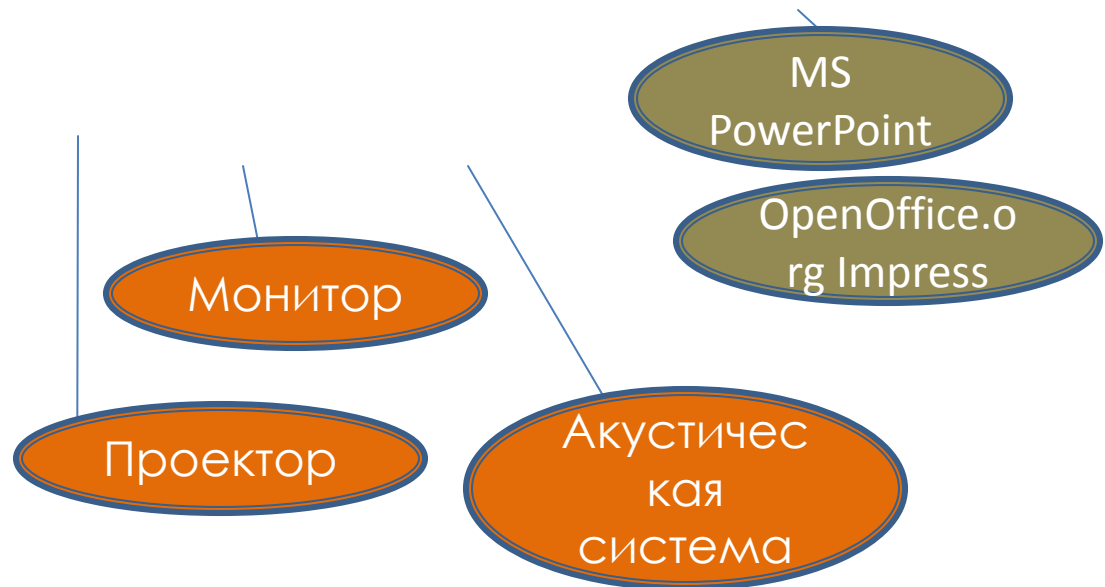 MS
PowerPoint
OpenOffice.o
rg Impress
Монитор
Проектор
Акустичес
кая
система